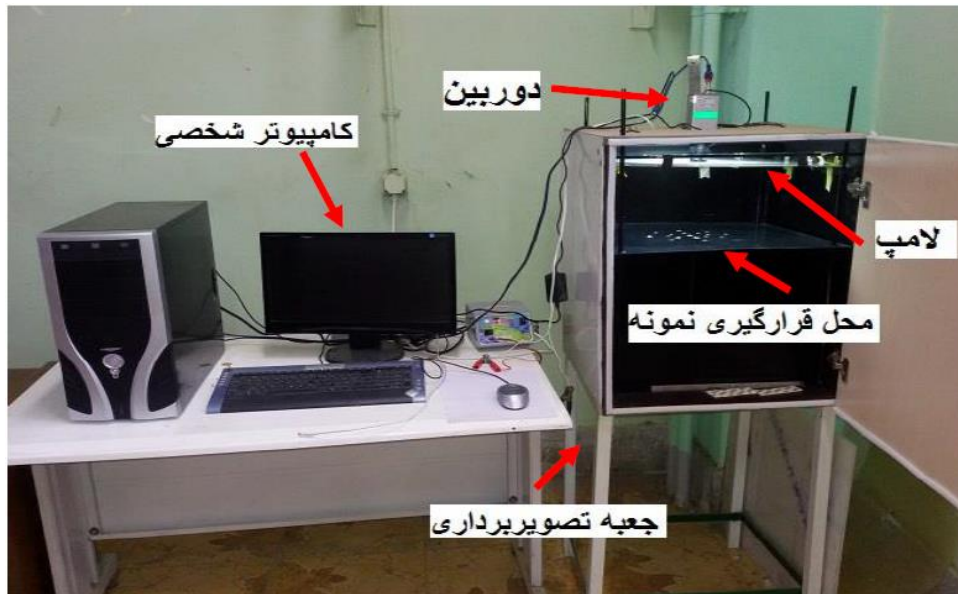 دوربین
کامپیوتر شخصی
لامپ
محل قرارگیری نمونه
جعبه تصویربرداری